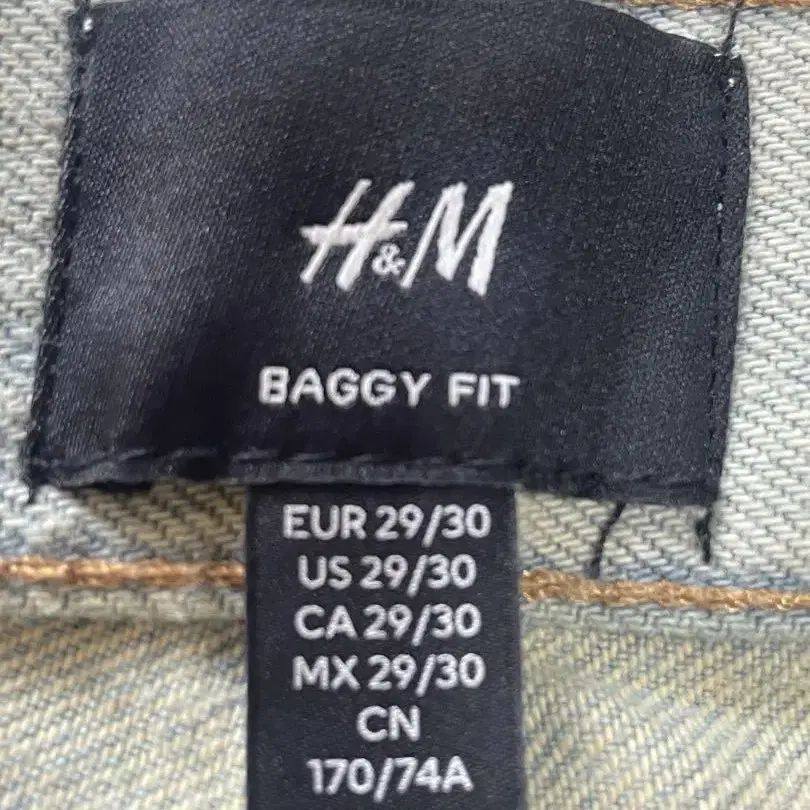 H&M
BAGGY FIT
EUR 29/30
US 29/30
CA 29/30
MX 29/30
CN
170/74A